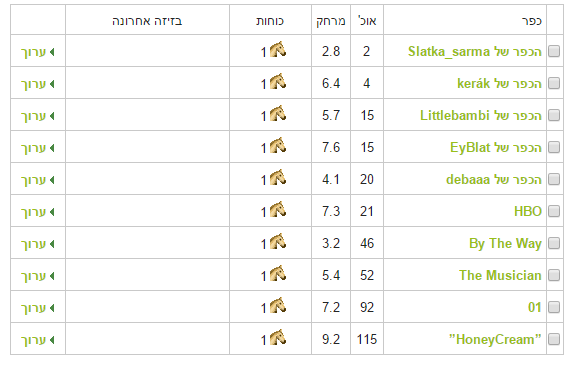 כפר אוכ' מרחק כוחות בזיזה אחרונה
הכפר של Slatka_sarma 2 2.8 1 ערוך
הכפר של kerák 4 6.4 1 ערוך
הכפר של Littlebambi 15 5.7 1 ערוך
הכפר של EyBlat 15 7.6 1 ערוך
הכפר של debaaa 20 4.1 1 ערוך
HBO 21 7.3 1 ערוך
By The Way 46 3.2 1 ערוך
The Musician 52 5.4 1 ערוך
01 92 7.2 1 ערוך
"HoneyCream" 115 9.2 1 ערוך